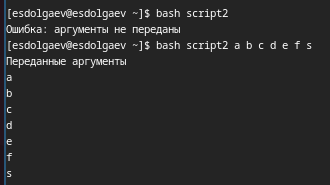 [esdolgaev@esdolgaev ~]$ bash script2
Ошибка: аргументы не переданы
[esdolgaev@esdolgaev ~]$ bash script2 a b c d e f s
Переданные аргументы
a
b
c
d
e
f
s